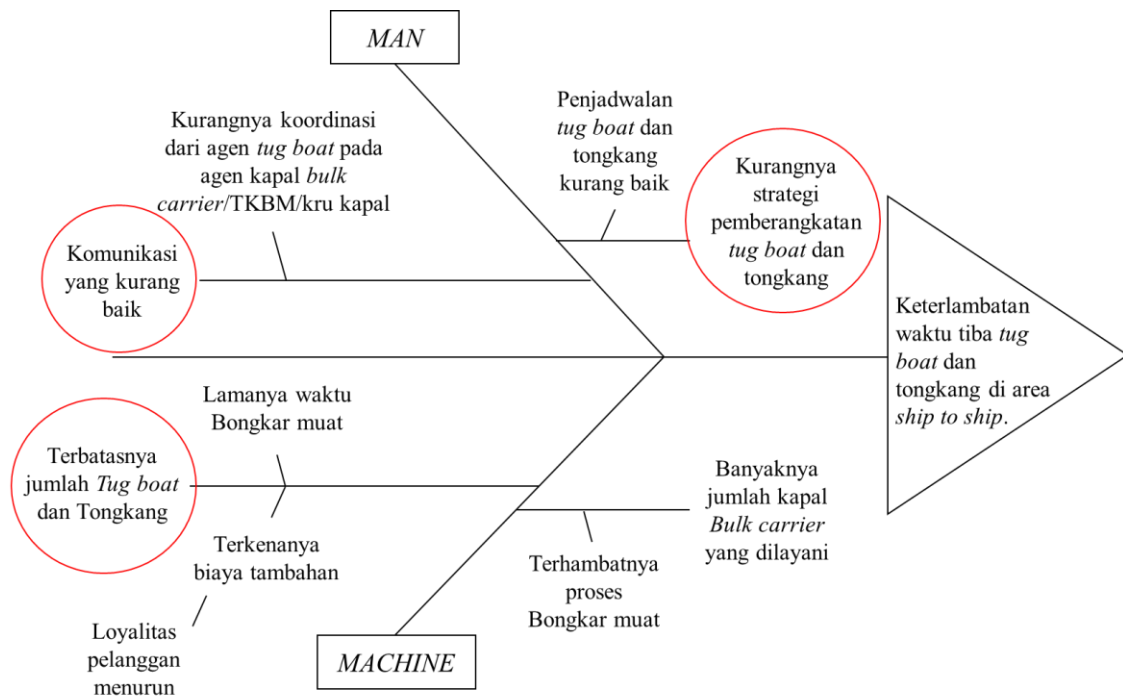 MAN
Kurangnya koordinasi
dari agen tug boat pada
agen kapal bulk
carrier/TKBM/kru kapal
Penjadwalan
tug boat dan
tongkang
kurang baik
Kurangnya
strategi
pemberangkatan
tug boat dan
tongkang
Komunikasi
yang kurang
baik
Keterlambatan
waktu tiba tug
boat dan
tongkang di area
ship to ship.
Lamanya waktu
Bongkar muat
Terbatasnya
jumlah Tug boat
dan Tongkang
Banyaknya
jumlah kapal
Bulk carrier
yang dilayani
Terkenanya
biaya tambahan
Terhambatnya
proses
Bongkar muat
Loyalitas
pelanggan
menurun
MACHINE